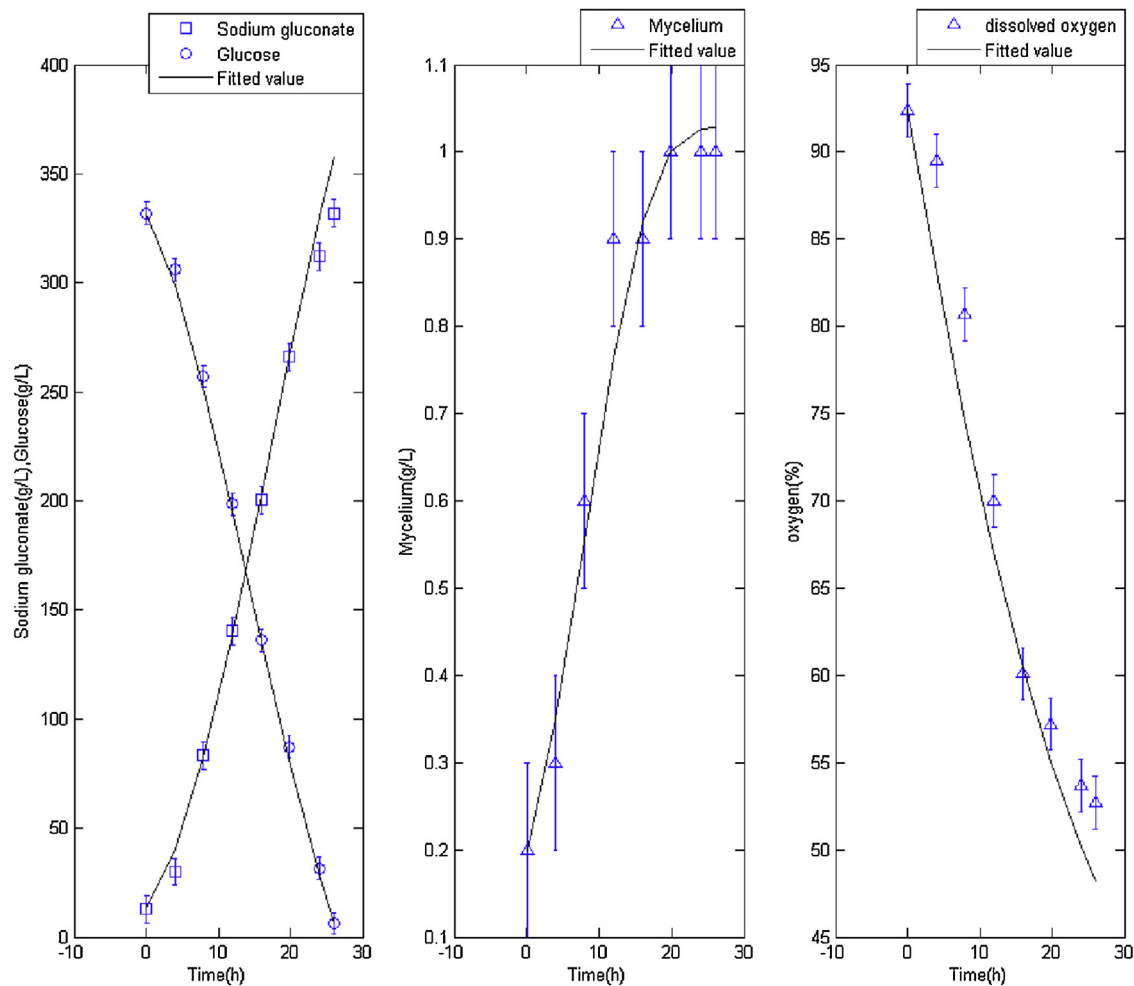 Sodium gluconate
Glucose
Fitted value
400
350
300
250
200
150
100
50
0
-10 0 10 20 30
Time(h)
Sodium gluconate(g/L),Glucose(g/L)
Mycelium
Fitted value
1.1
1
0.9
0.8
0.7
0.6
0.5
0.4
0.3
0.2
0.1
-10 0 10 20 30
Time(h)
Mycelium(g/L)
dissolved oxygen
Fitted value
95
90
85
80
70
65
60
55
50
45
-10 0 10 20 30
Time(h)
oxygen(%)